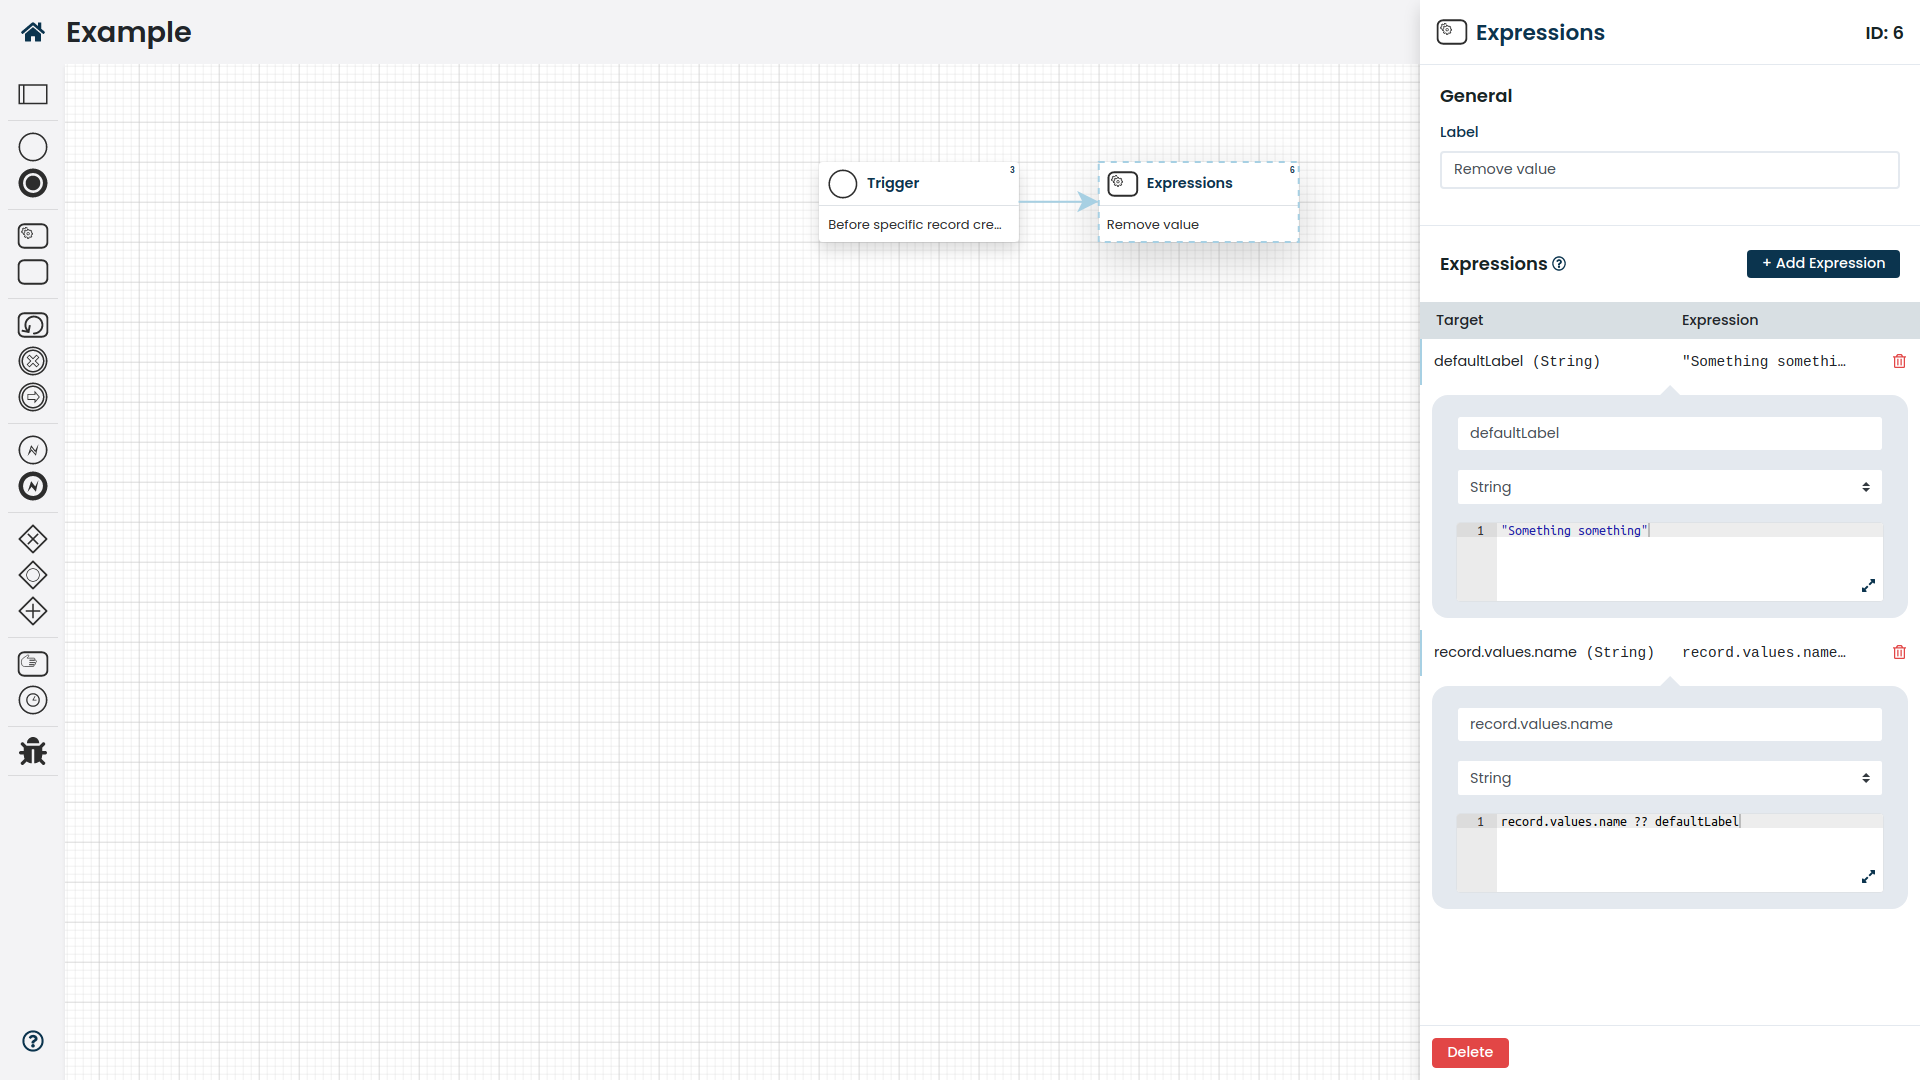 Example
Trigger
3
Before specific record cre...
Expressions
6
Remove value
Expressions
ID: 6
General
Label
Remove value
Expressions
+ Add Expression
Target
Expression
defaultLabel (String)
"Something somethi…
defaultLabel
String
1
"Something something"
record.values.name (String)
record.values.name…
record.values.name
String
1
record.values.name ?? defaultLabel
Delete